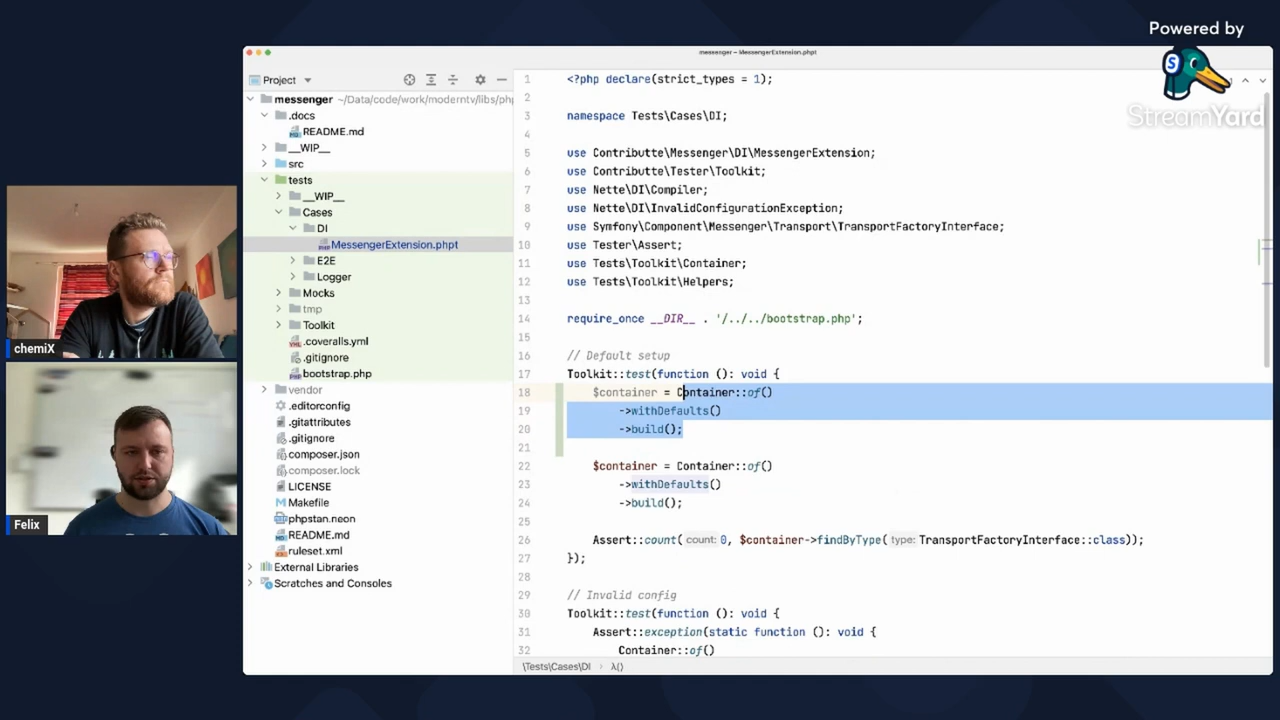 Powered by
StreamYard
messenger – MessengerExtension.phpt
Project
messenger ~/Data/code/work/moderntv/libs/php
.docs
README.md
__WIP__
src
tests
__WIP__
Cases
DI
MessengerExtension.phpt
E2E
Logger
Mocks
tmp
Toolkit
.coveralls.yml
.gitignore
bootstrap.php
vendor
.editorconfig
.gitattributes
.gitignore
composer.json
composer.lock
LICENSE
Makefile
phpstan.neon
README.md
ruleset.xml
External Libraries
Scratches and Consoles
1 <?php declare(strict_types = 1);
2
3 namespace Tests\Cases\DI;
4
5 use Contributte\Messenger\DI\MessengerExtension;
6 use Contributte\Tester\Toolkit;
7 use Nette\DI\Compiler;
8 use Nette\DI\InvalidConfigurationException;
9 use Symfony\Component\Messenger\Transport\TransportFactoryInterface;
10 use Tester\Assert;
11 use Tests\Toolkit\Container;
12 use Tests\Toolkit\Helpers;
13
14 require_once __DIR__ . '/../../bootstrap.php';
15
16 // Default setup
17 Toolkit::test(function (): void {
18 $container = Container::of()
19 ->withDefaults()
20 ->build();
21
22 $container = Container::of()
23 ->withDefaults()
24 ->build();
25
26 Assert::count( count: 0, $container->findByType( type: TransportFactoryInterface::class));
27 });
28
29 // Invalid config
30 Toolkit::test(function (): void {
31 Assert::exception(static function (): void {
32 Container::of()
\Tests\Cases\DI › λ()
chemiX
Felix